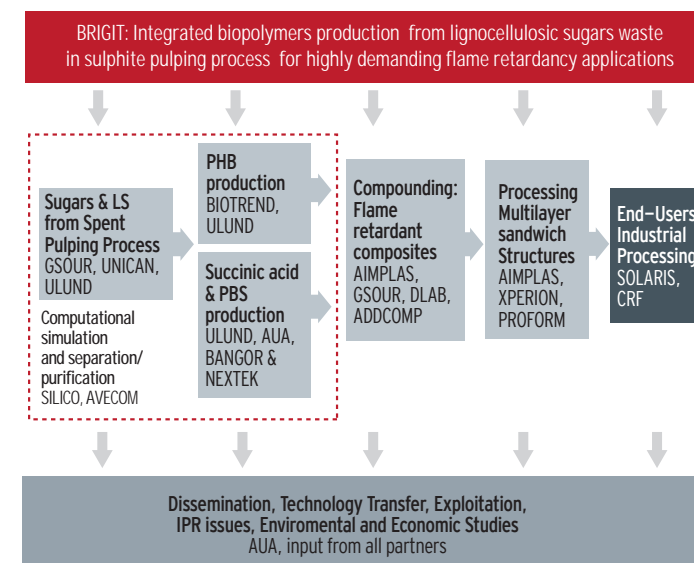 BRIGIT: Integrated biopolymers production from lignocellulosic sugars waste
in sulphite pulping process for highly demanding flame retardancy applications
Sugars & LS
from Spent
Pulping Process
GSOUR, UNICAN,
ULUND
Computational
simulation
and separation/
purification
SILICO, AVECOM
PHB
production
BIOTREND,
ULUND
Succinic acid
& PBS
production
ULUND, AUA,
BANGOR &
NEXTEK
Compounding:
Flame
retardant
composites
AIMPLAS,
GSOUR, DLAB,
ADDCOMP
Processing
Multilayer
sandwich
Structures
AIMPLAS,
XPERION,
PROFORM
End-Users
Industrial
Processing
SOLARIS,
CRF
Dissemination, Technology Transfer, Exploitation,
IPR issues, Enviromental and Economic Studies
AUA, input from all partners